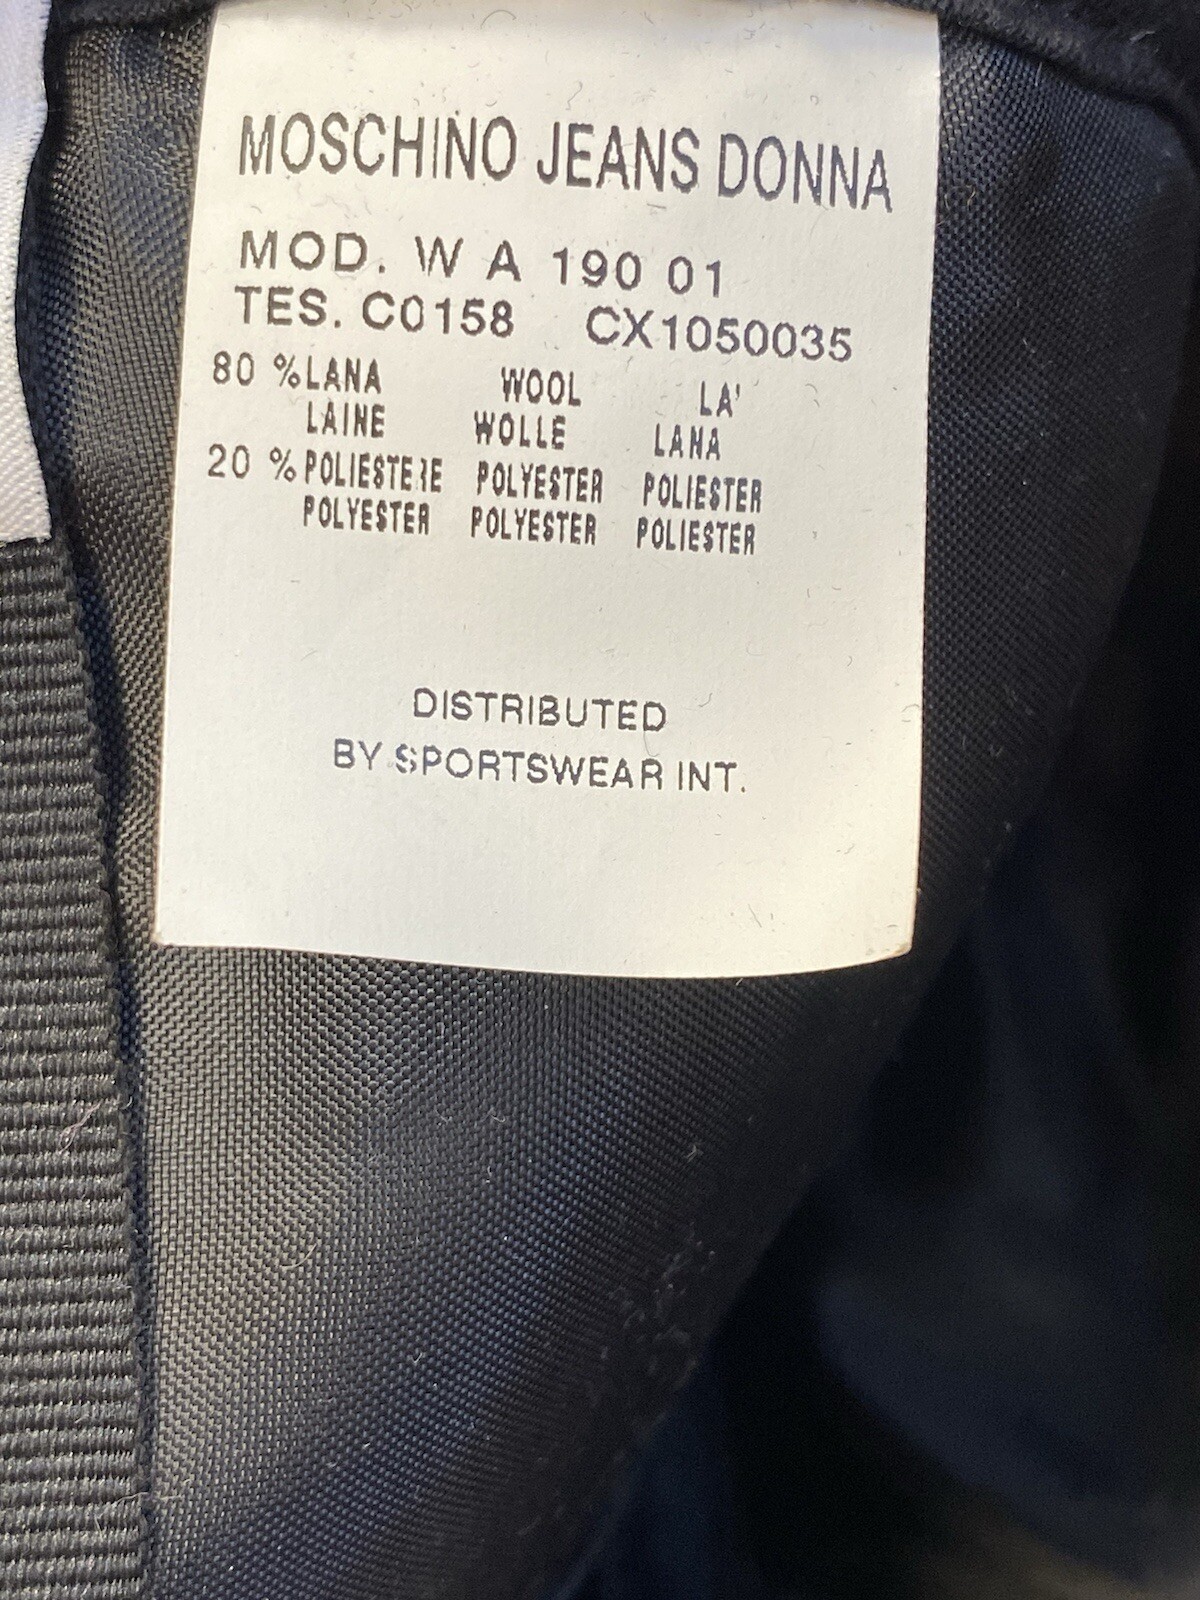 MOSCHINO JEANS DONNA
MOD. W A 190 01
TES. C0158 CX1050035
80 % LANA WOOL LA'
LAINE WOLLE LANA
20 % POLIESTERE POLYESTER POLIESTER
POLYESTER POLYESTER POLIESTER
DISTRIBUTED
BY SPORTSWEAR INT.